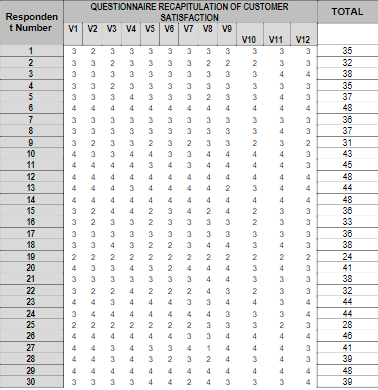 QUESTIONNAIRE RECAPITULATION OF CUSTOMER
SATISFACTION
TOTAL
Responden
t Number
V1 V2 V3 V4 V5 V6 V7 V8 V9
V10 V11 V12
1 3 2 3 3 3 3 3 3 3 3 3 3 35
2 3 3 2 3 3 3 3 2 2 2 3 3 32
3 3 3 3 3 3 3 3 3 3 3 4 4 38
4 3 3 2 3 3 3 3 3 3 3 3 3 35
5 3 3 3 4 3 3 3 2 3 3 4 3 37
6 4 4 4 4 4 4 4 4 4 4 4 4 48
7 3 3 3 3 3 3 3 3 3 3 3 3 36
8 3 3 3 3 3 3 3 3 3 3 3 4 37
9 3 2 3 3 2 3 2 3 3 2 3 2 31
10 4 3 3 4 4 3 3 4 4 4 4 3 43
11 4 4 4 3 4 3 4 4 4 4 4 3 45
12 4 4 4 4 4 4 4 4 4 4 4 4 48
13 4 4 3 4 4 4 4 4 2 3 4 4 44
14 4 4 4 4 4 4 4 4 4 4 4 4 48
15 3 2 4 4 2 3 4 2 4 2 3 3 36
16 3 2 3 3 2 3 3 3 3 2 3 3 33
17 3 3 3 3 3 3 3 3 3 3 3 3 36
18 3 3 4 3 2 2 3 4 4 3 4 3 38
19 2 2 2 2 2 2 2 2 2 2 2 2 24
20 4 3 3 4 3 3 3 4 4 3 4 3 41
21 3 3 3 3 3 3 3 4 4 3 3 3 38
22 3 2 2 4 2 2 3 3 3 2 4 2 32
23 4 4 3 4 4 3 4 4 4 3 4 3 44
24 4 4 4 4 4 4 4 3 3 3 3 4 44
25 2 2 2 2 2 2 2 3 3 2 3 3 28
26 4 4 4 4 4 3 3 4 4 4 4 4 46
27 4 4 3 4 3 3 4 1 4 4 4 3 41
28 4 3 4 4 3 2 3 3 2 3 4 4 39
29 4 4 4 4 4 4 4 4 4 4 4 4 48
30 3 3 3 3 4 4 2 4 3 3 4 3 39